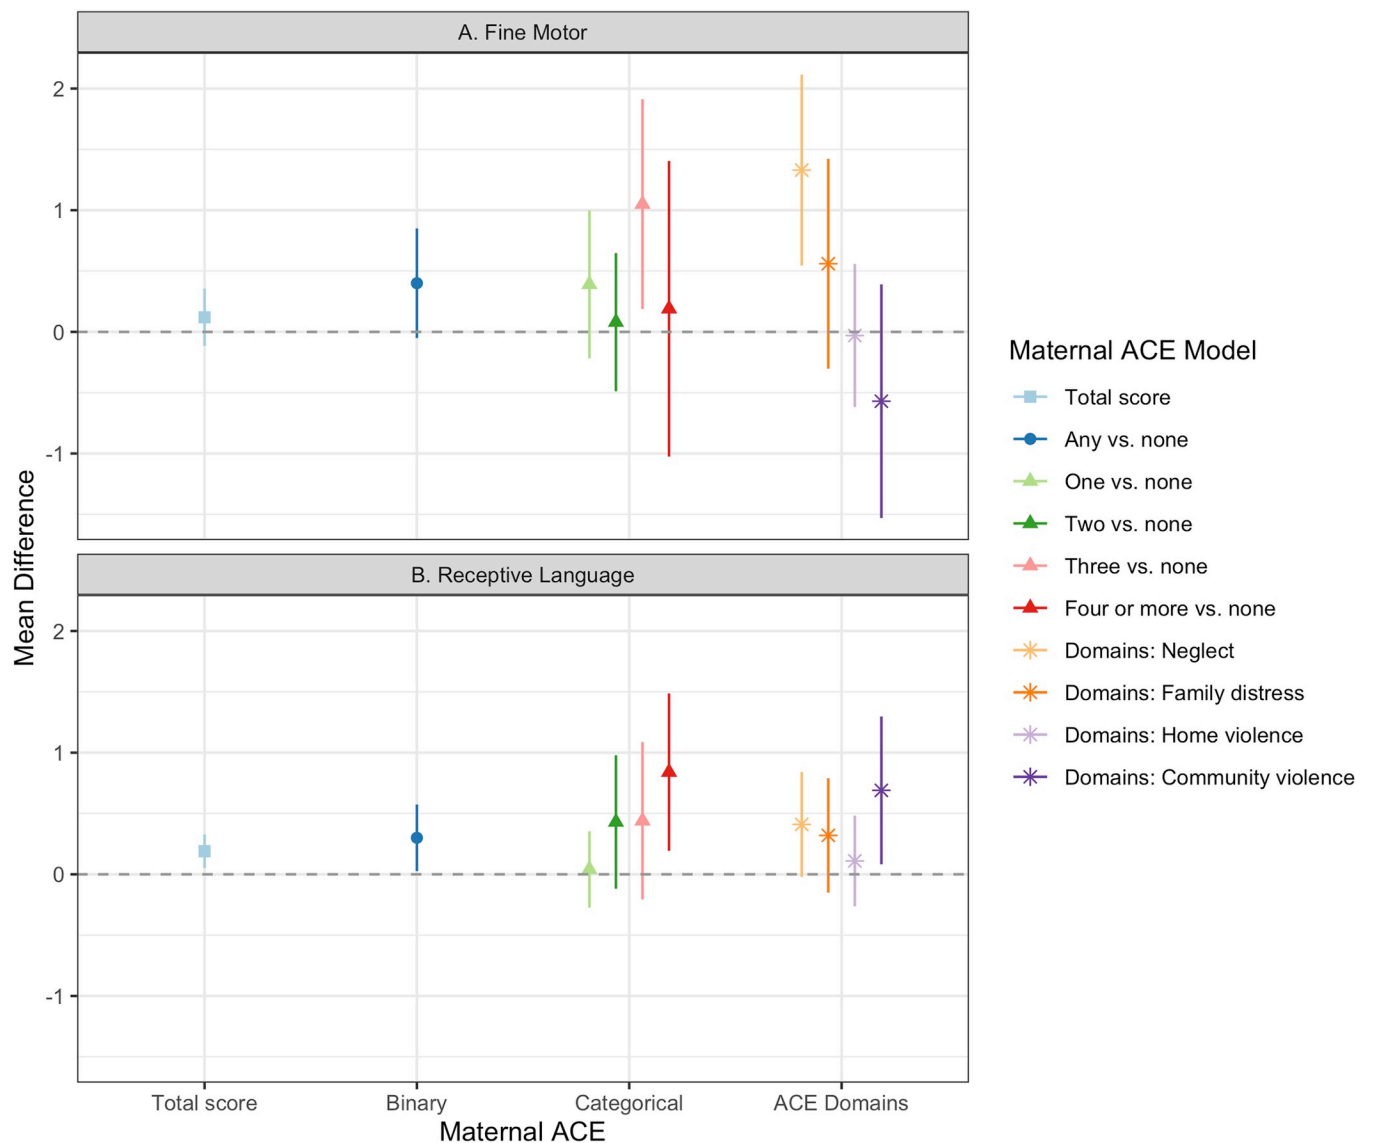 A. Fine Motor
2
1
0
-1
B. Receptive Language
2
1
0
-1
Mean Difference
Total score
Binary
Categorical
ACE Domains
Maternal ACE
Maternal ACE Model
Total score
Any vs. none
One vs. none
Two vs. none
Three vs. none
Four or more vs. none
Domains: Neglect
Domains: Family distress
Domains: Home violence
Domains: Community violence